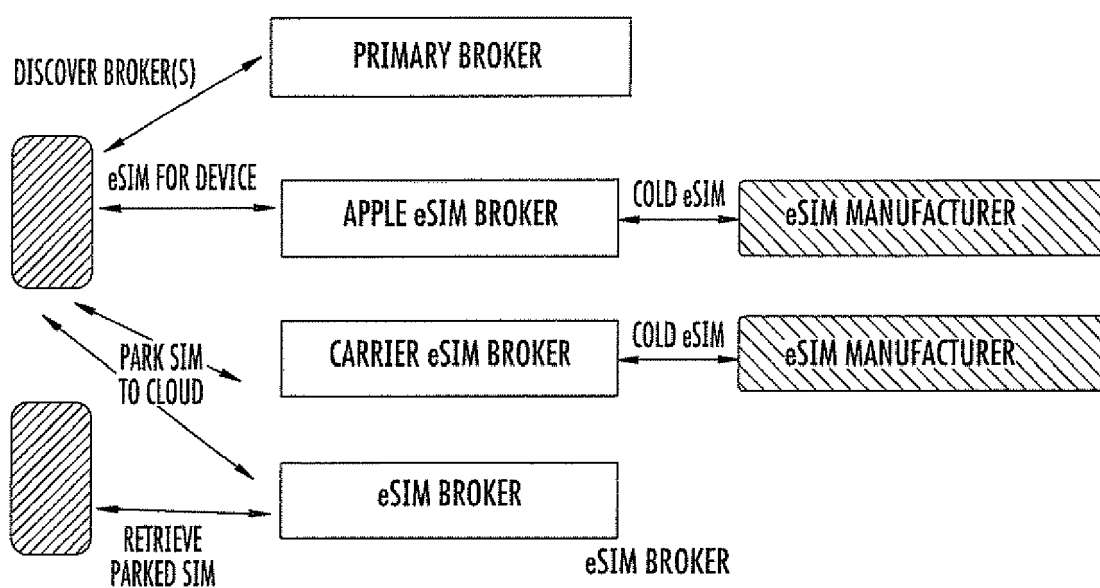 PRIMARY BROKER
DISCOVER BROKER(S)
eSIM FOR DEVICE
APPLE eSIM BROKER
COLD eSIM
eSIM MANUFACTURER
PARK SIM
TO CLOUD
CARRIER eSIM BROKER
COLD eSIM
eSIM MANUFACTURER
eSIM BROKER
RETRIEVE
PARKED SIM
eSIM BROKER